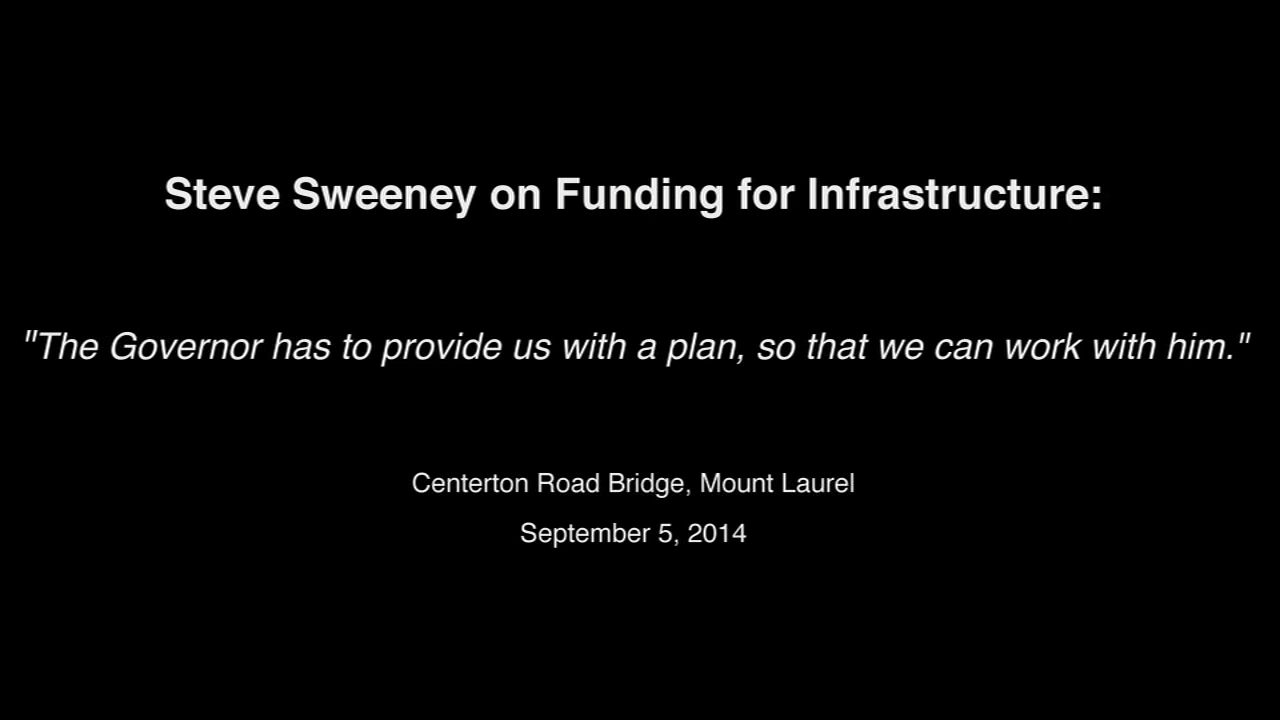 Steve Sweeney on Funding for Infrastructure:
"The Governor has to provide us with a plan, so that we can work with him."
Centerton Road Bridge, Mount Laurel
September 5, 2014